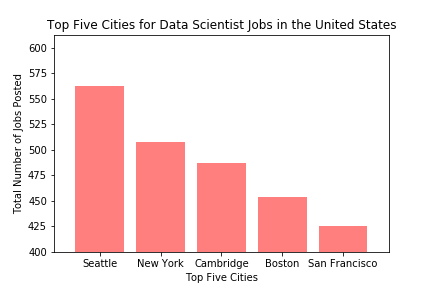 Top Five Cities for Data Scientist Jobs in the United States
600
575
550
525
500
475
450
425
400
Total Number of Jobs Posted
Seattle New York Cambridge Boston San Francisco
Top Five Cities